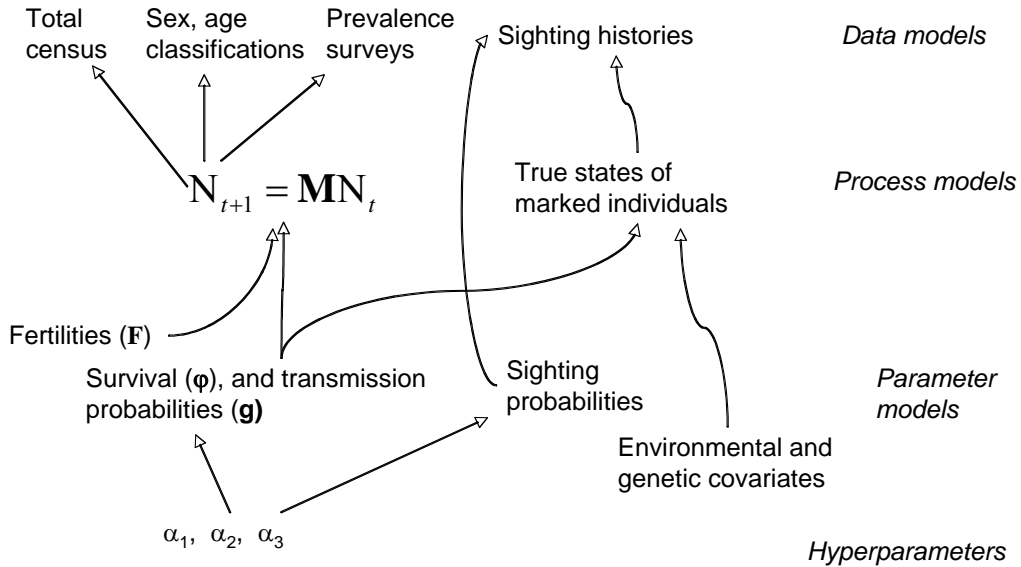 Total
census
Sex, age
classifications
Prevalence
surveys
Sighting histories
Data models
N_{t+1} = MN_t
True states of
marked individuals
Process models
Fertilities (F)
Survival (φ), and transmission
probabilities (g)
Sighting
probabilities
Parameter
models
Environmental and
genetic covariates
α₁, α₂, α₃
Hyperparameters